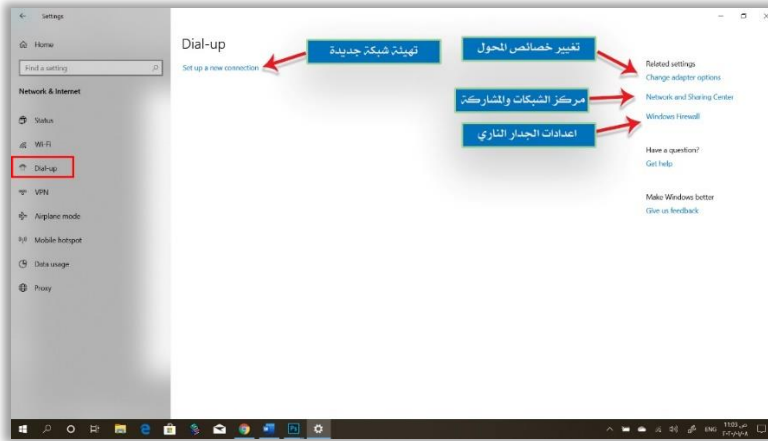 Settings
Home
Find a setting
Network & Internet
Status
Wi-Fi
Dial-up
VPN
Airplane mode
Mobile hotspot
Data usage
Proxy
Dial-up
Set up a new connection
تهيئة شبكة جديدة
تغيير خصائص المحول
مركز الشبكات والمشاركة
اعدادات الجدار الناري
Related settings
Change adapter options
Network and Sharing Center
Windows Firewall
Have a question?
Get help
Make Windows better
Give us feedback
ENG
11:03 ص